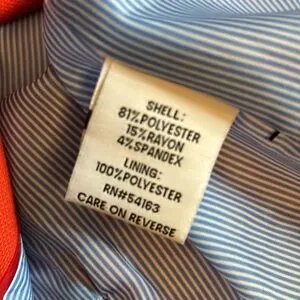 SHELL:
81%POLYESTER
15%RAYON
4%SPANDEX
LINING:
100%POLYESTER
RN#54163
CARE ON REVERSE